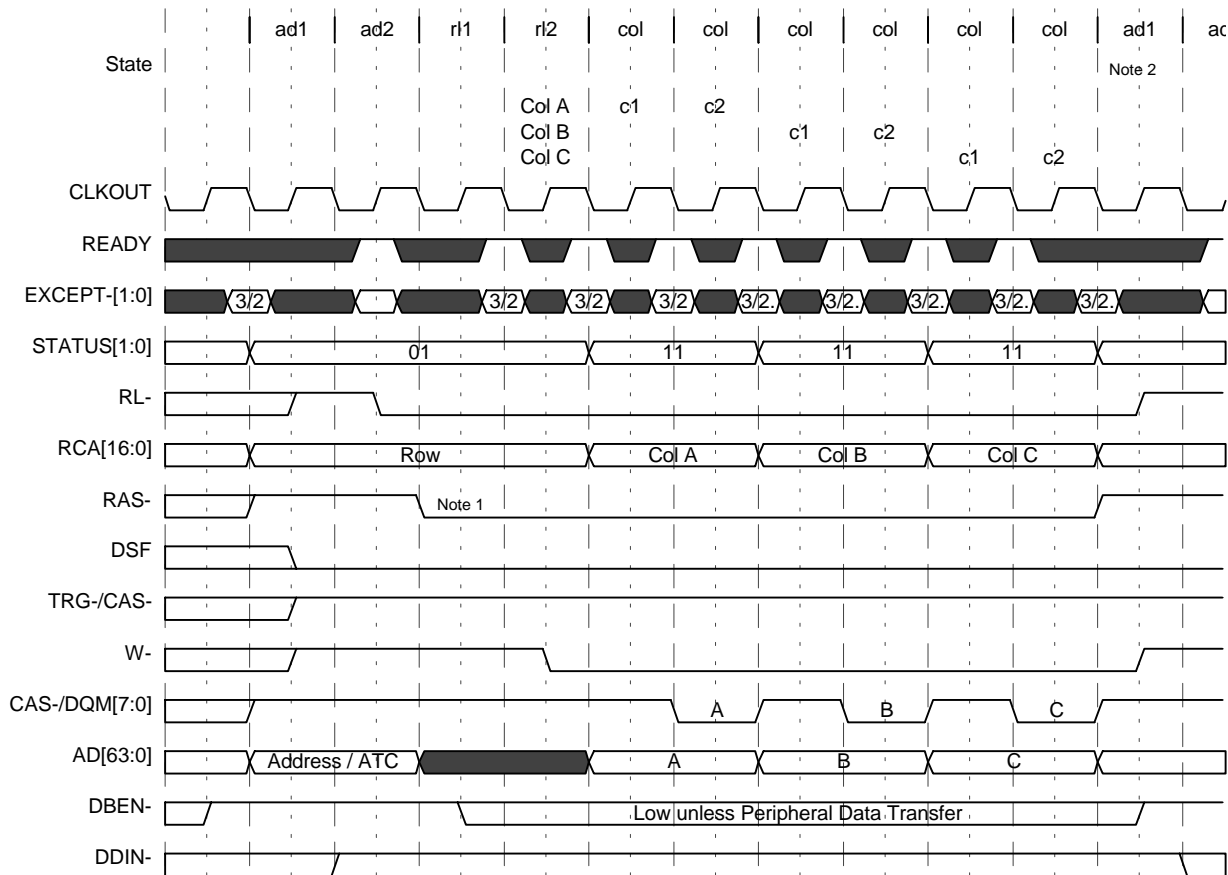 ad1 ad2 rl1 rl2 col col col col col col ad1
State Note 2
Col A c1 c2
Col B c1 c2
Col C c1 c2
CLKOUT
READY
EXCEPT-[1:0] 3/2 3/2 3/2 3/2 3/2. 3/2. 3/2. 3/2. 3/2.
STATUS[1:0] 01 11 11 11
RL-
RCA[16:0] Row Col A Col B Col C
RAS- Note 1
DSF
TRG-/CAS-
W-
CAS-/DQM[7:0] A B C
AD[63:0] Address / ATC A B C
DBEN- Low unless Peripheral Data Transfer
DDIN-